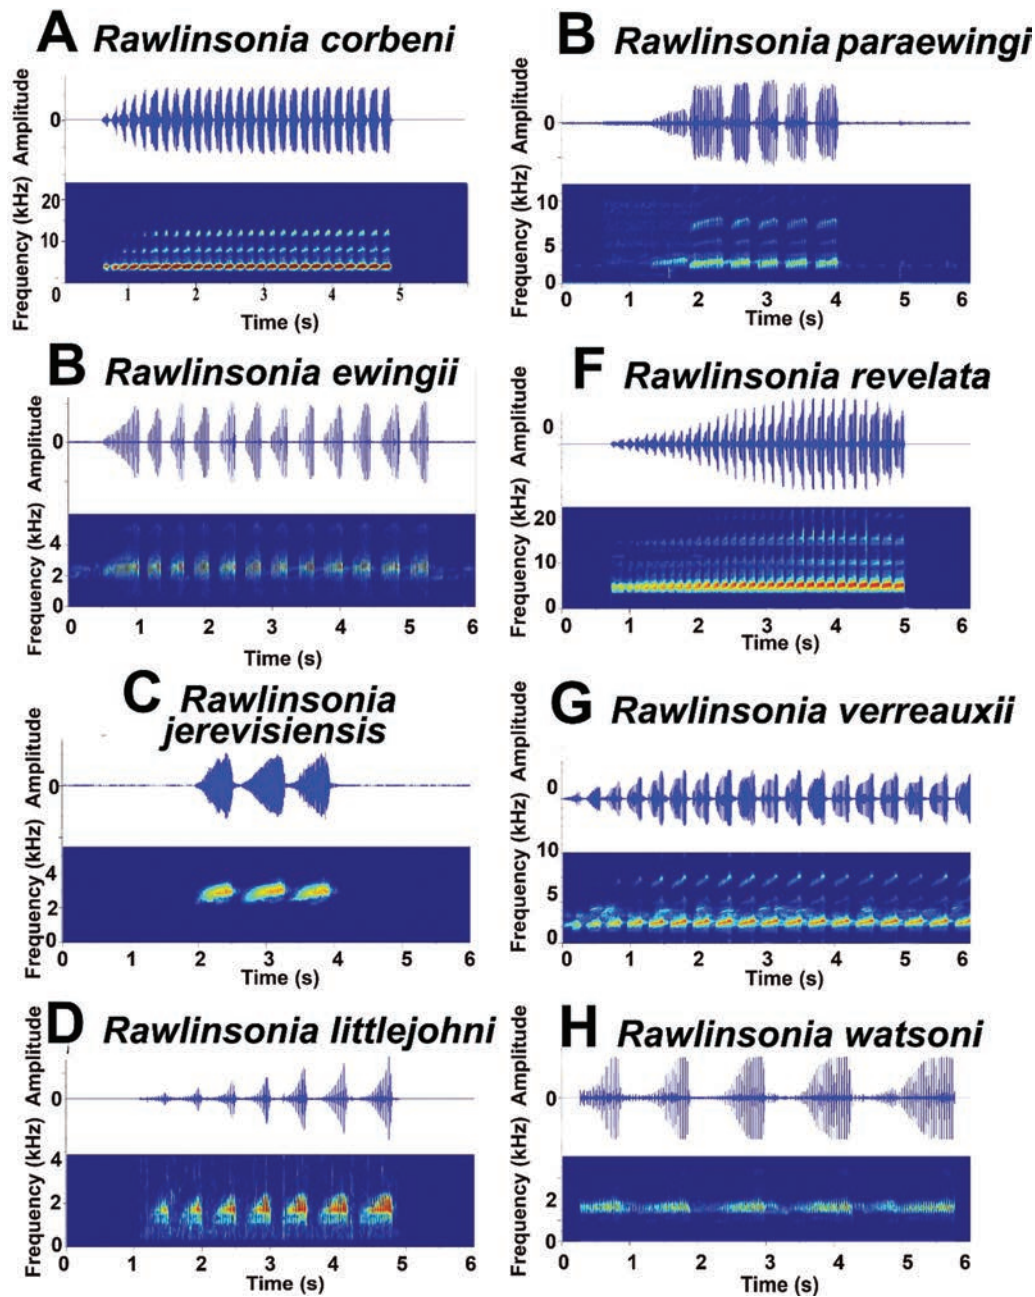 A Rawlinsonia corbeni
Amplitude
0
Frequency (kHz)
20
10
0 1 2 3 4 5
Time (s)
B Rawlinsonia paraewingi
Amplitude
0
Frequency (kHz)
10
5
0
0 1 2 3 4 5 6
Time (s)
B Rawlinsonia ewingii
Amplitude
0
Frequency (kHz)
4
2
0
0 1 2 3 4 5 6
Time (s)
F Rawlinsonia revelata
Amplitude
0
Frequency (kHz)
20
10
0
0 1 2 3 4 5 6
Time (s)
C Rawlinsonia
jerevisiensis
Amplitude
0
Frequency (kHz)
4
2
0
0 1 2 3 4 5 6
Time (s)
G Rawlinsonia verreauxii
Amplitude
0
Frequency (kHz)
10
5
0
0 1 2 3 4 5 6
Time (s)
D Rawlinsonia littlejohni
Amplitude
0
Frequency (kHz)
4
2
0
0 1 2 3 4 5 6
Time (s)
H Rawlinsonia watsoni
Amplitude
0
Frequency (kHz)
2
0
0 1 2 3 4 5 6
Time (s)